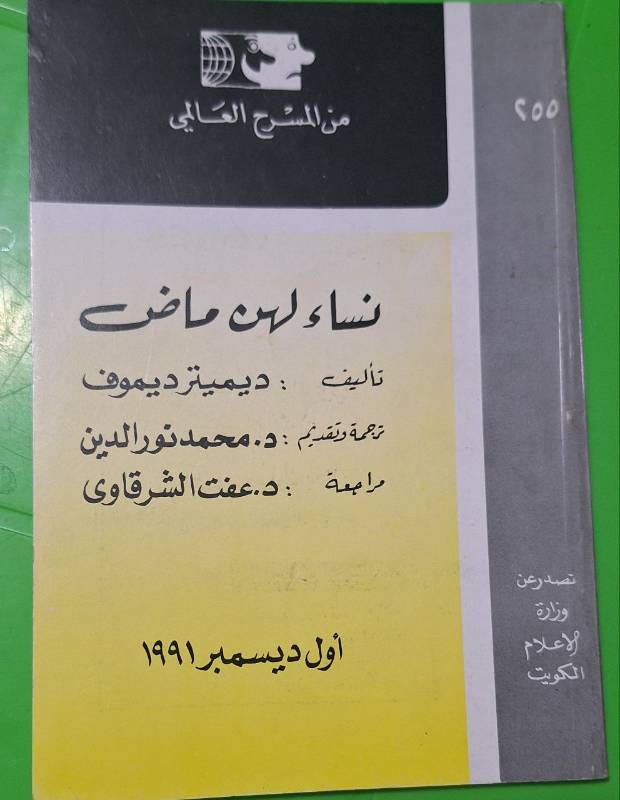 من المسرح العالمي
٢٥٥
نساء لهن ماض
تأليف : ديميتر ديموف
ترجمة وتقديم : د. محمد نور الدين
مراجعة : د. عفت الشرقاوى
أول ديسمبر ١٩٩١
تصدر عن
وزارة
الاعلام
الكويت